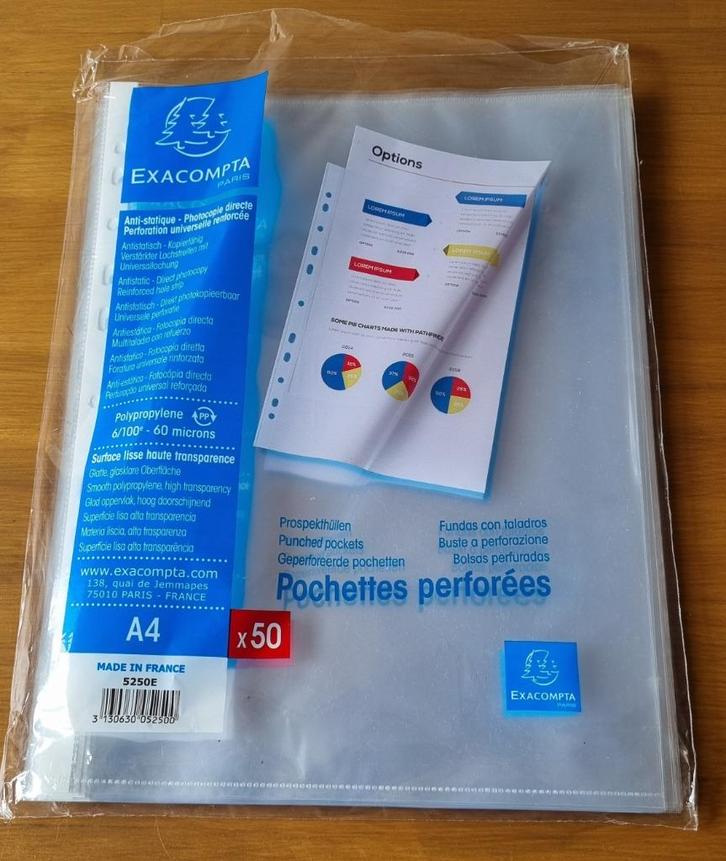 EXACOMPTA
PARIS
Anti-statique - Photocopie directe
Perforation universelle renforcée
Antistatisch - Kopierfähig
Verstärkter Lochstreifen mit
Universallochung
Antistatic - Direct photocopy
Reinforced hole strip
Antistatisch - Direkt photokopieerbaar
Universele perforatie
Antiestática - Fotocopia directa
Multitaladro con refuerzo
Antistatico - Fotocopia diretta
Foratura universale rinforzata
Anti-estático - Fotocópia directa
Perfuração universal reforçada
Polypropylene PP
6/100e - 60 microns
Surface lisse haute transparence
Glatte, glasklare Oberfläche
Smooth polypropylene, high transparency
Glad oppervlak, hoog doorschijnend
Superficie lisa alta transparencia
Materia liscia, alta trasparenza
Superfície lisa alta transparência
www.exacompta.com
138, quai de Jemmapes
75010 PARIS - FRANCE
A4
x50
MADE IN FRANCE
5250E
3 130630 052500
Options
LOREM IPSUM
LOREM IPSUM
LOREM IPSUM
LOREM IPSUM
SOME PIE CHARTS MADE WITH PATHFINDER
2014
50%
Prospekthüllen
Punched pockets
Geperforeerde pochetten
Fundas con taladros
Buste a perforazione
Bolsas perfuradas
Pochettes perforées
EXACOMPTA
PARIS